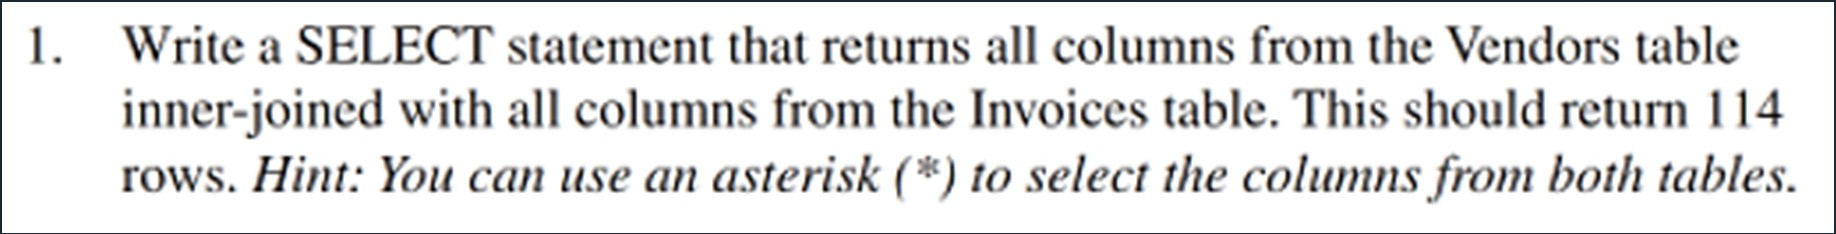 1. Write a SELECT statement that returns all columns from the Vendors table
inner-joined with all columns from the Invoices table. This should return 114
rows. Hint: You can use an asterisk (*) to select the columns from both tables.